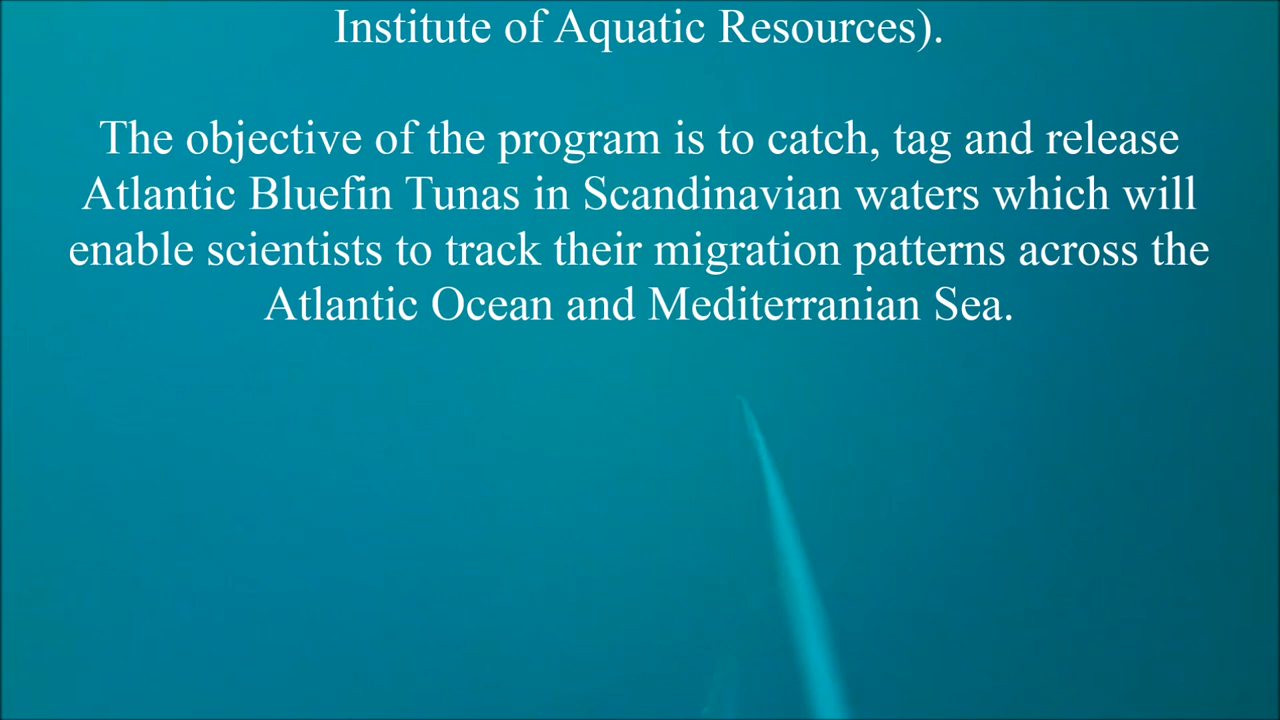 Institute of Aquatic Resources).
The objective of the program is to catch, tag and release
Atlantic Bluefin Tunas in Scandinavian waters which will
enable scientists to track their migration patterns across the
Atlantic Ocean and Mediterranian Sea.